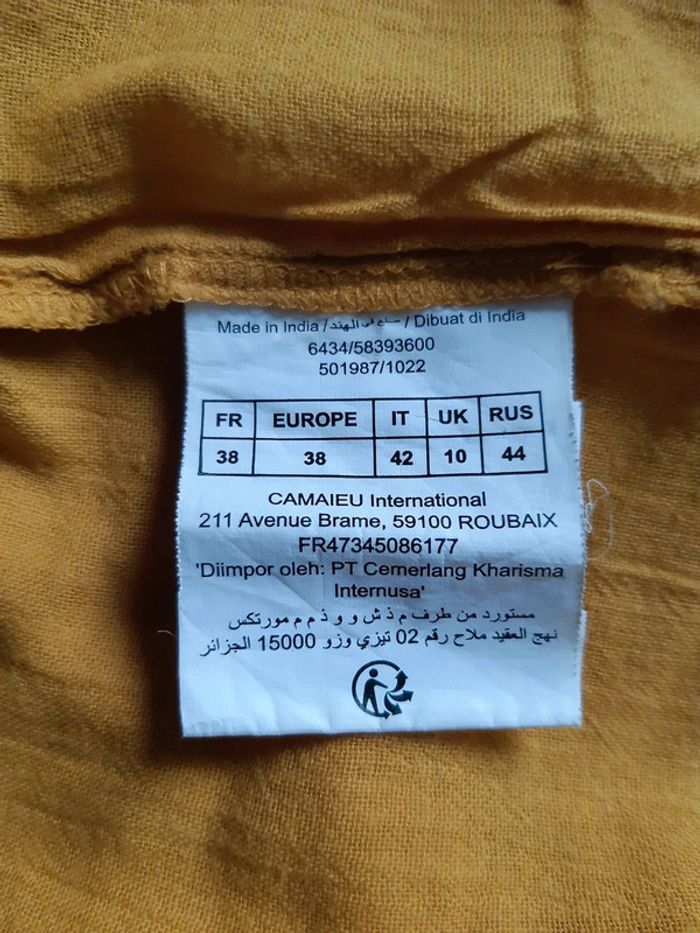 Made in India / صنع في الهند / Dibuat di India
6434/58393600
501987/1022
FR EUROPE IT UK RUS
38 38 42 10 44
CAMAIEU International
211 Avenue Brame, 59100 ROUBAIX
FR47345086177
'Diimpor oleh: PT Cemerlang Kharisma
Internusa'
مستورد من طرف م ذ ش و و ذ م م مورتكس
نهج العقيد ملاح رقم 02 تيزي وزو 15000 الجزائر